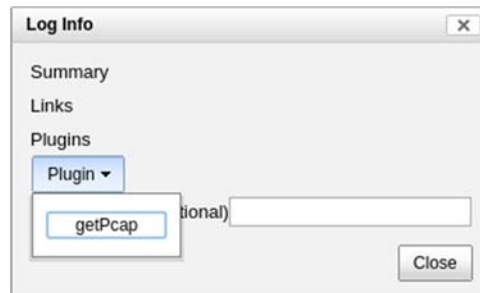 Log Info
Summary
Links
Plugins
Plugin
getPcap
tional)
Close